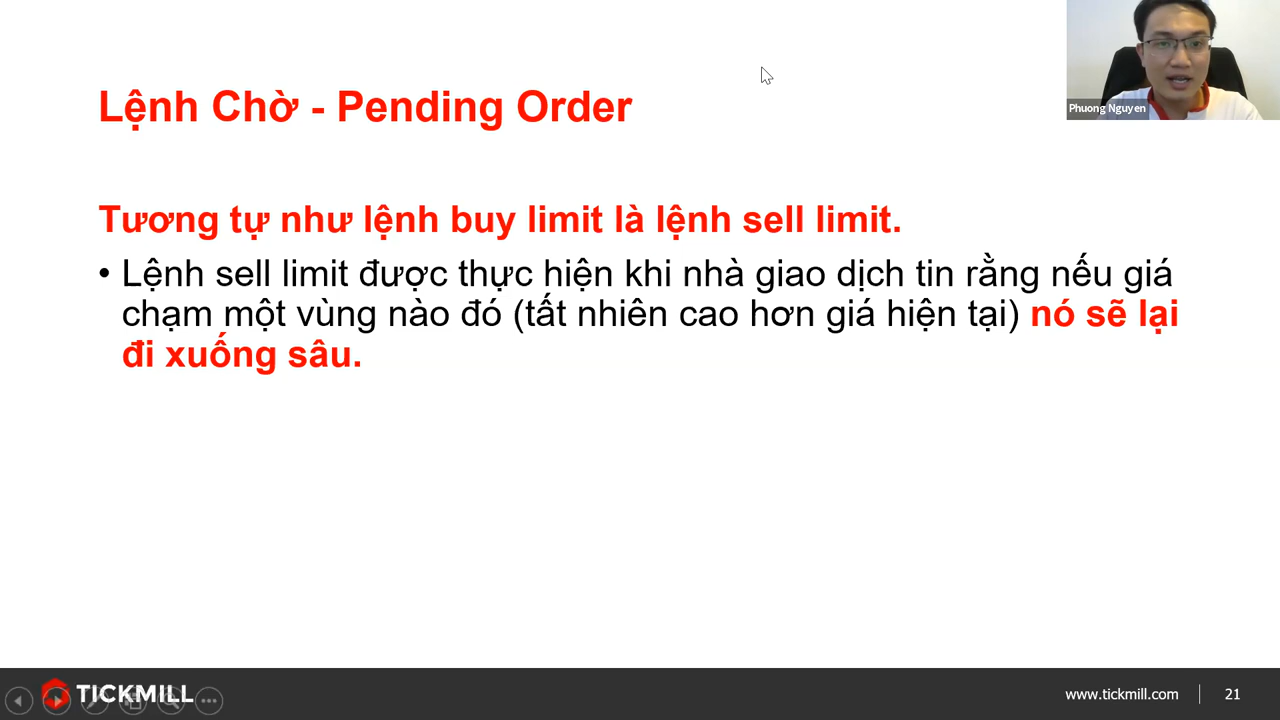 Phuong Nguyen
Lệnh Chờ - Pending Order
Tương tự như lệnh buy limit là lệnh sell limit.
• Lệnh sell limit được thực hiện khi nhà giao dịch tin rằng nếu giá
chạm một vùng nào đó (tất nhiên cao hơn giá hiện tại) nó sẽ lại
đi xuống sâu.
TICKMILL
www.tickmill.com | 21